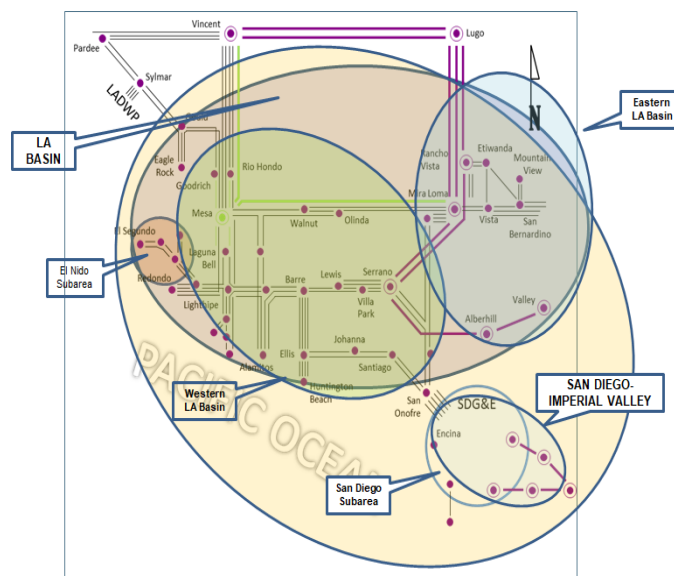 Vincent
Lugo
Pardee
Sylmar
LADWP
N
Eastern
LA Basin
LA
BASIN
Gould
Eagle
Rock
Goodrich
Rio Hondo
Rancho
Vista
Etiwanda
Mountain
View
Mira Loma
Mesa
Walnut
Olinda
Vista
San
Bernardino
El Segundo
El Nido
Subarea
Redondo
Laguna
Bell
Lighthipe
Barre
Lewis
Serrano
Villa
Park
Valley
Alberhill
Johanna
Ellis
Santiago
Alamitos
Huntington
Beach
Western
LA Basin
PACIFIC OCEAN
San
Onofre
SDG&E
SAN DIEGO-
IMPERIAL VALLEY
Encina
San Diego
Subarea